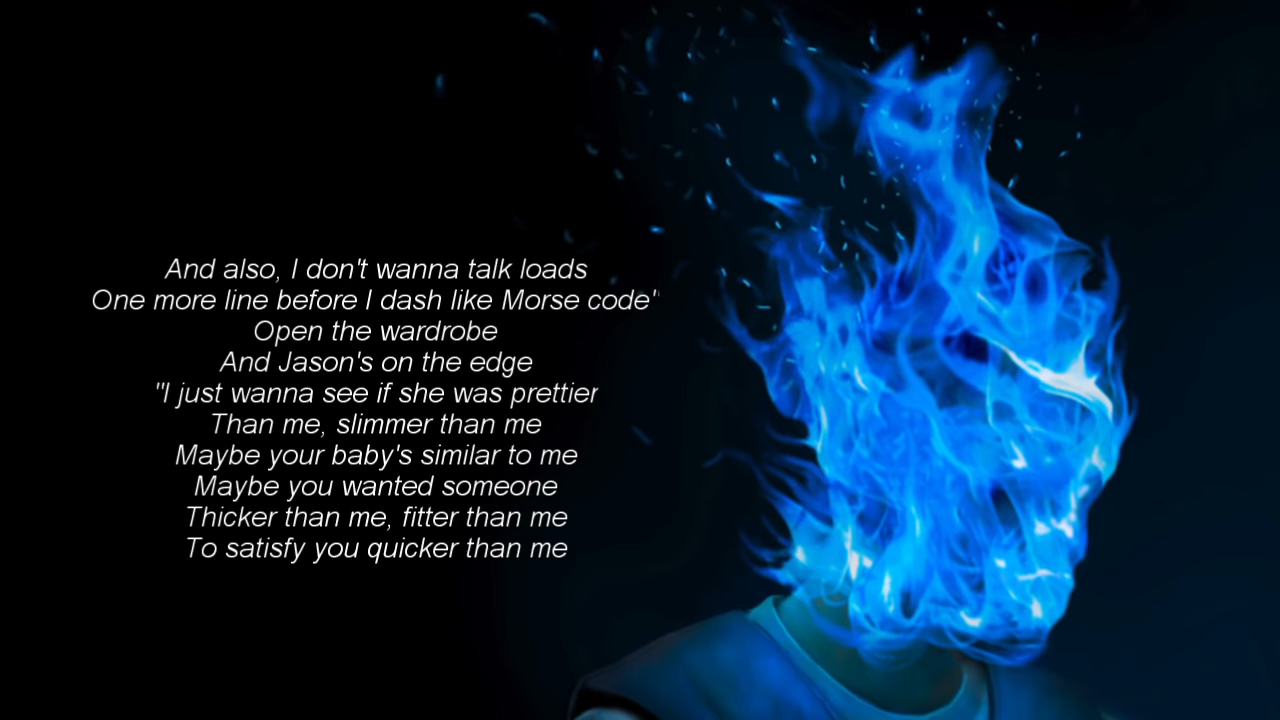 And also, I don't wanna talk loads
One more line before I dash like Morse code"
Open the wardrobe
And Jason's on the edge
"I just wanna see if she was prettier
Than me, slimmer than me
Maybe your baby's similar to me
Maybe you wanted someone
Thicker than me, fitter than me
To satisfy you quicker than me